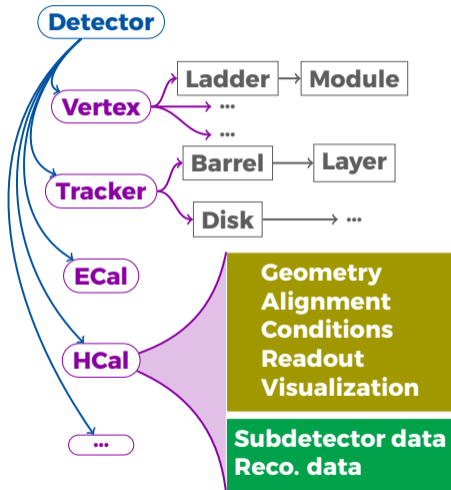 Detector
Ladder
Module
Vertex
...
...
Barrel
Layer
Tracker
Disk
...
ECal
Geometry
Alignment
Conditions
Readout
Visualization
HCal
...
Subdetector data
Reco. data